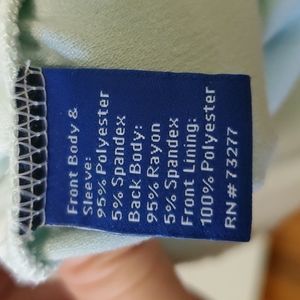 Front Body &
Sleeve:
95% Polyester
5% Spandex
Back Body:
95% Rayon
5% Spandex
Front Lining:
100% Polyester
RN# 73277